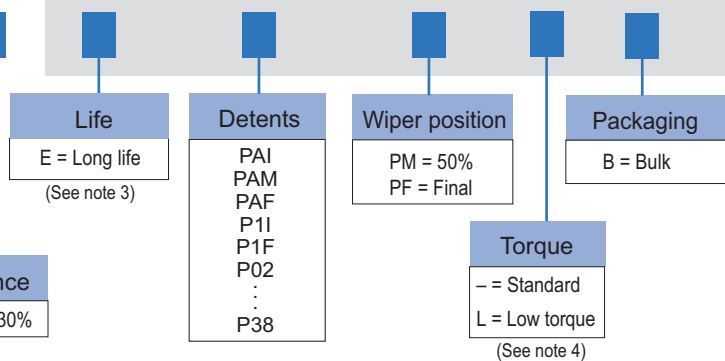 Life
E = Long life
(See note 3)
Detents
PAI
PAM
PAF
P1I
P1F
P02
:
:
P38
Wiper position
PM = 50%
PF = Final
Torque
– = Standard
L = Low torque
(See note 4)
Packaging
B = Bulk
nce
30%